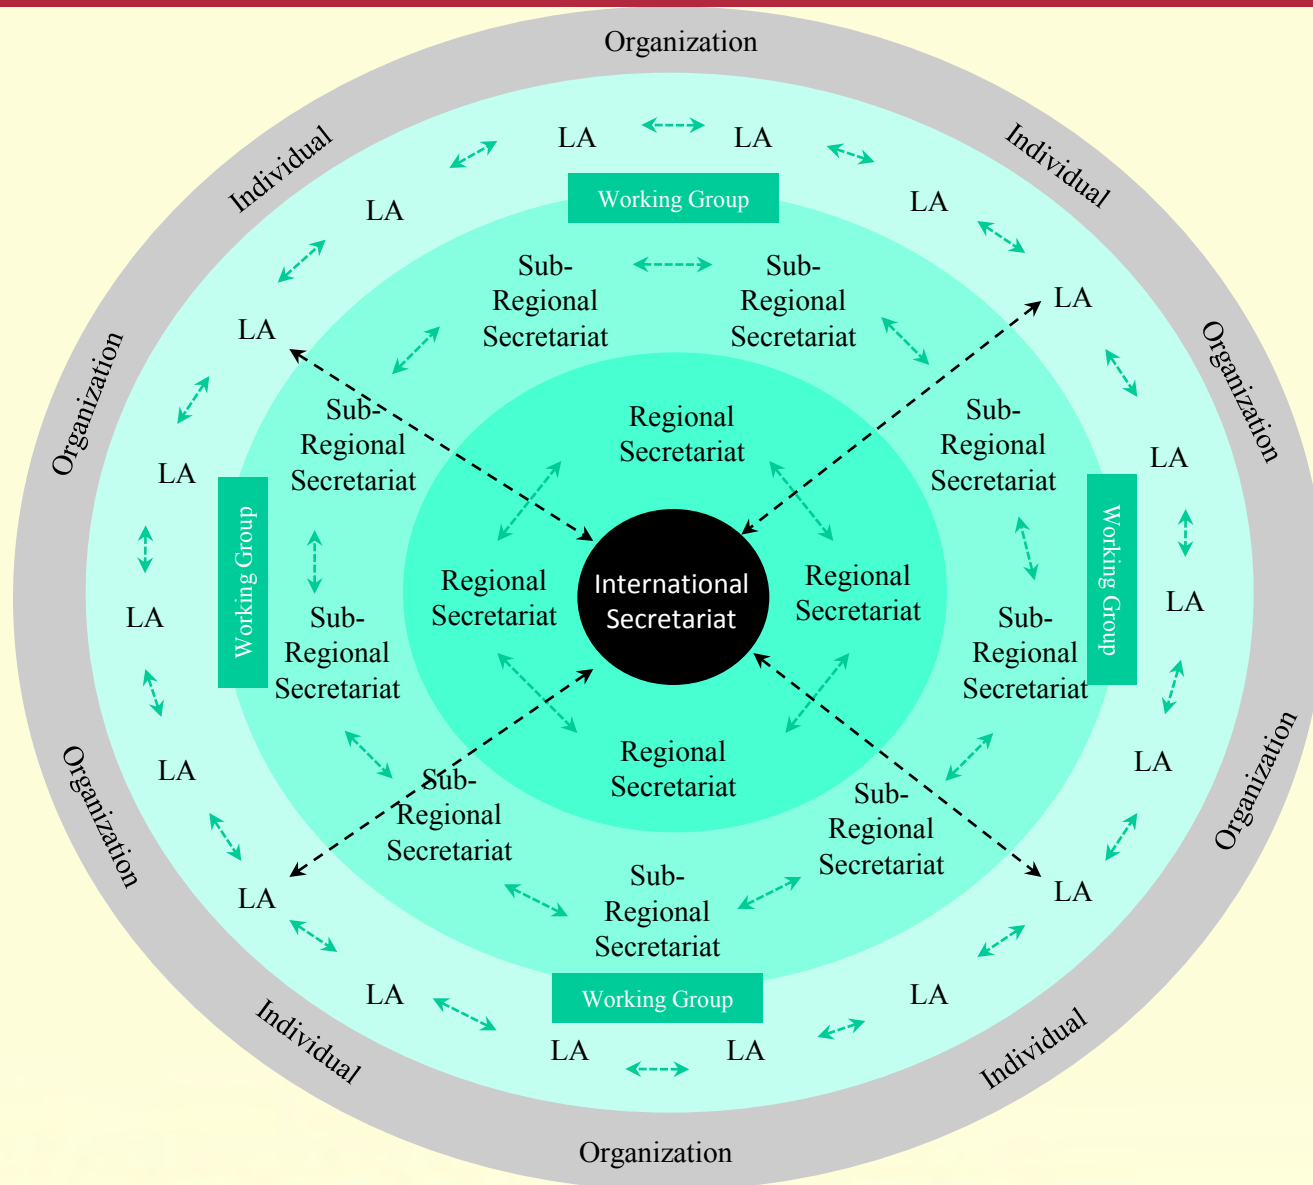 Organization
Individual
Individual
LA
LA
LA
LA
Working Group
Sub-
Regional
Secretariat
Sub-
Regional
Secretariat
LA
LA
Organization
Organization
Sub-
Regional
Secretariat
Regional
Secretariat
Sub-
Regional
Secretariat
LA
LA
Working Group
Working Group
Regional
Secretariat
International
Secretariat
Regional
Secretariat
LA
LA
Sub-
Regional
Secretariat
Sub-
Regional
Secretariat
Organization
Organization
LA
LA
Regional
Secretariat
Sub-
Regional
Secretariat
Sub-
Regional
Secretariat
LA
LA
Sub-
Regional
Secretariat
LA
LA
Working Group
Individual
Individual
LA
LA
Organization